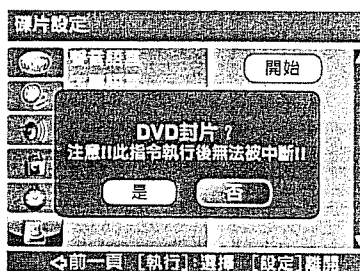 碟片設定
開始
DVD封片?
注意!!此指令執行後無法被中斷!!
是
否
前一頁 [執行]:選擇 [設定]離開